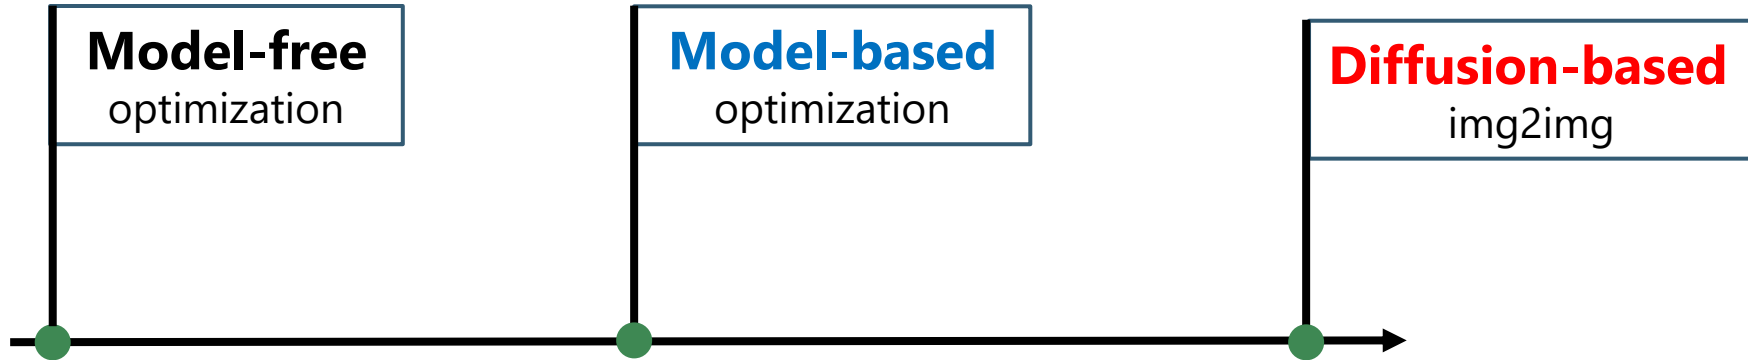 Model-free
optimization
Model-based
optimization
Diffusion-based
img2img